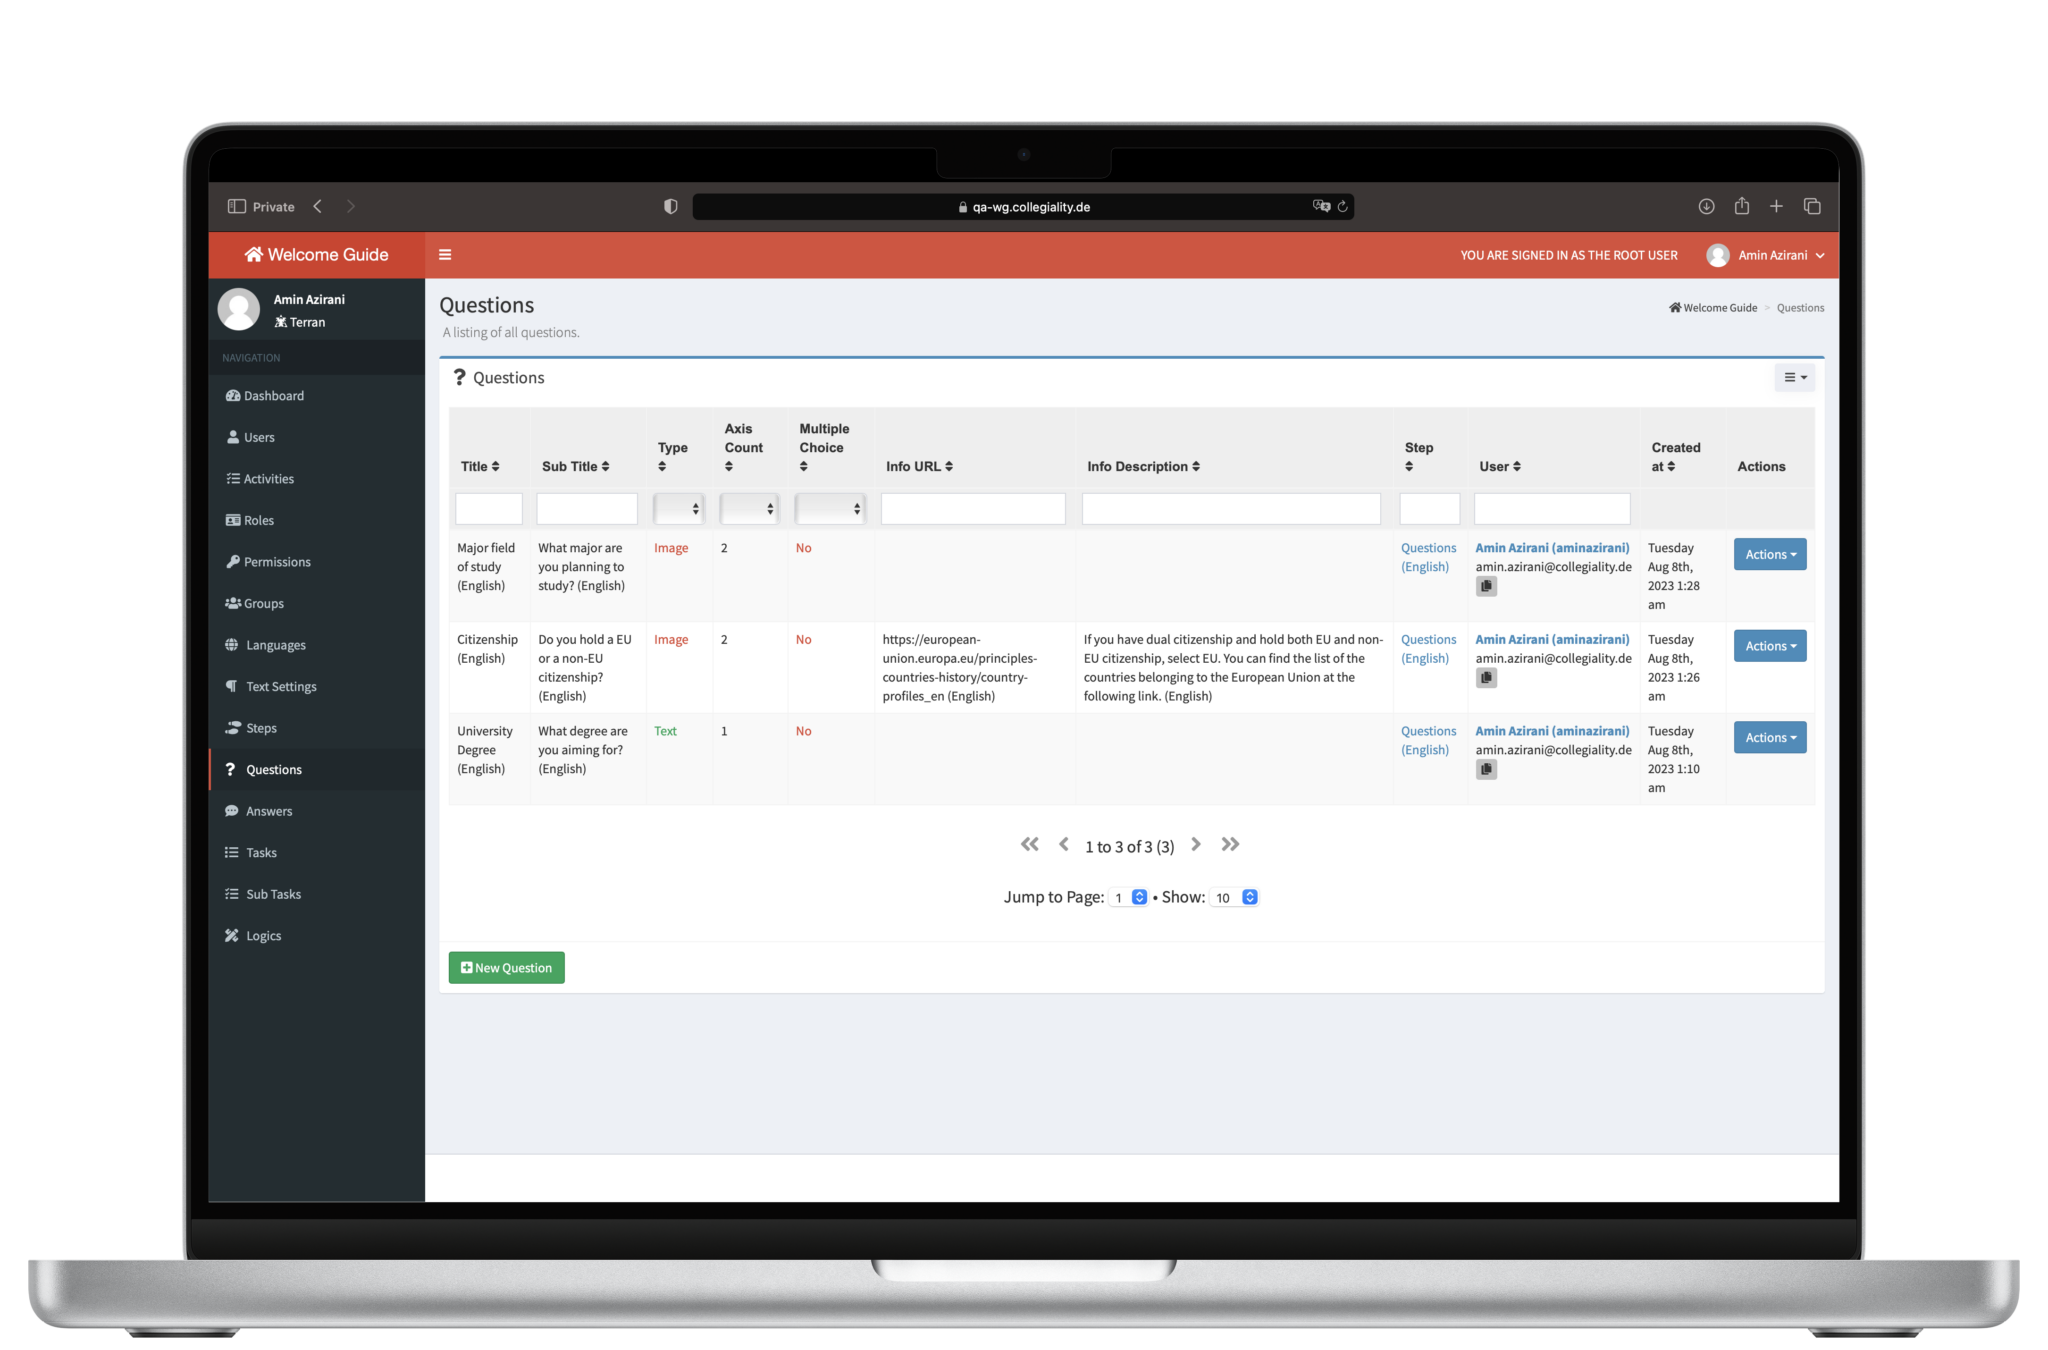 Private
qa-wg.collegiality.de
Welcome Guide
YOU ARE SIGNED IN AS THE ROOT USER
Amin Azirani
Amin Azirani
Terran
NAVIGATION
Dashboard
Users
Activities
Roles
Permissions
Groups
Languages
Text Settings
Steps
Questions
Answers
Tasks
Sub Tasks
Logics
Questions
A listing of all questions.
Welcome Guide > Questions
Questions
Title
Sub Title
Type
Axis
Count
Multiple
Choice
Info URL
Info Description
Step
User
Created
at
Actions
Major field
of study
(English)
What major are
you planning to
study? (English)
Image
2
No
Questions
(English)
Amin Azirani (aminazirani)
amin.azirani@collegiality.de
Tuesday
Aug 8th,
2023 1:28
am
Actions
Citizenship
(English)
Do you hold a EU
or a non-EU
citizenship?
(English)
Image
2
No
https://european-
union.europa.eu/principles-
countries-history/country-
profiles_en (English)
If you have dual citizenship and hold both EU and non-
EU citizenship, select EU. You can find the list of the
countries belonging to the European Union at the
following link. (English)
Questions
(English)
Amin Azirani (aminazirani)
amin.azirani@collegiality.de
Tuesday
Aug 8th,
2023 1:26
am
Actions
University
Degree
(English)
What degree are
you aiming for?
(English)
Text
1
No
Questions
(English)
Amin Azirani (aminazirani)
amin.azirani@collegiality.de
Tuesday
Aug 8th,
2023 1:10
am
Actions
1 to 3 of 3 (3)
Jump to Page: 1 • Show: 10
New Question